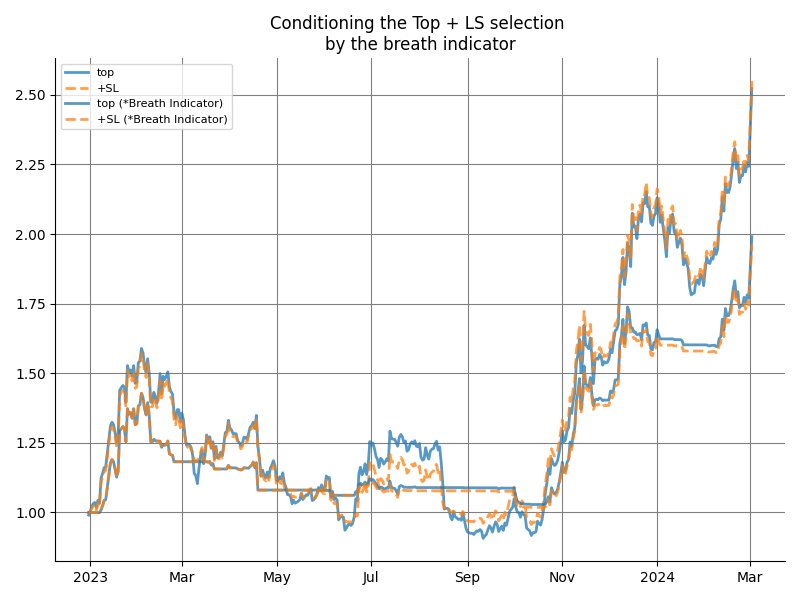 Conditioning the Top + LS selection
by the breath indicator
top
+SL
top (*Breath Indicator)
+SL (*Breath Indicator)
2.50
2.25
2.00
1.75
1.50
1.25
1.00
2023 Mar May Jul Sep Nov 2024 Mar